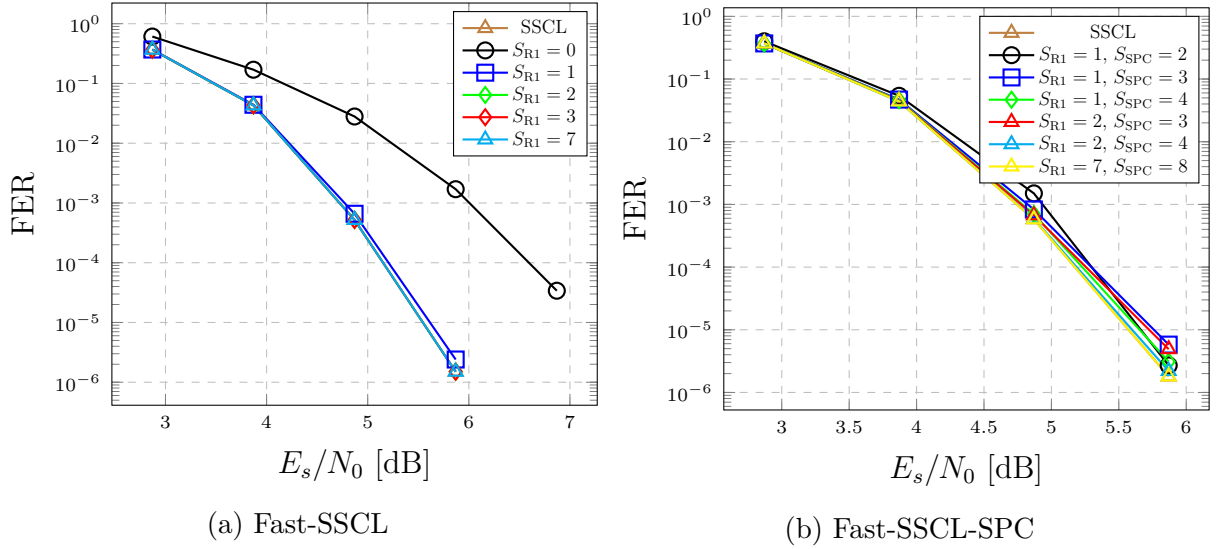 10^0
10^−1
10^−2
10^−3
10^−4
10^−5
10^−6
FER
3
4
5
6
7
E_s/N_0 [dB]
SSCL
S_R1 = 0
S_R1 = 1
S_R1 = 2
S_R1 = 3
S_R1 = 7
(a) Fast-SSCL
10^0
10^−1
10^−2
10^−3
10^−4
10^−5
10^−6
FER
3
3.5
4
4.5
5
5.5
6
E_s/N_0 [dB]
SSCL
S_R1 = 1, S_SPC = 2
S_R1 = 1, S_SPC = 3
S_R1 = 1, S_SPC = 4
S_R1 = 2, S_SPC = 3
S_R1 = 2, S_SPC = 4
S_R1 = 7, S_SPC = 8
(b) Fast-SSCL-SPC